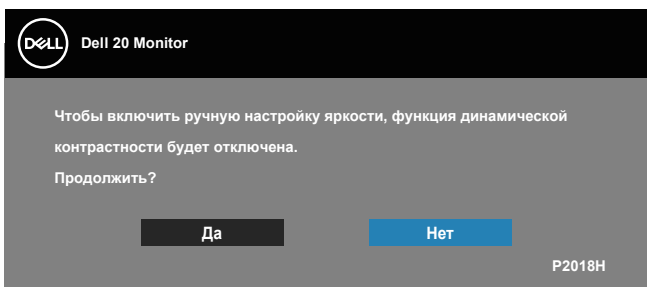 DELL
Dell 20 Monitor
Чтобы включить ручную настройку яркости, функция динамической
контрастности будет отключена.
Продолжить?
Да Нет
P2018H